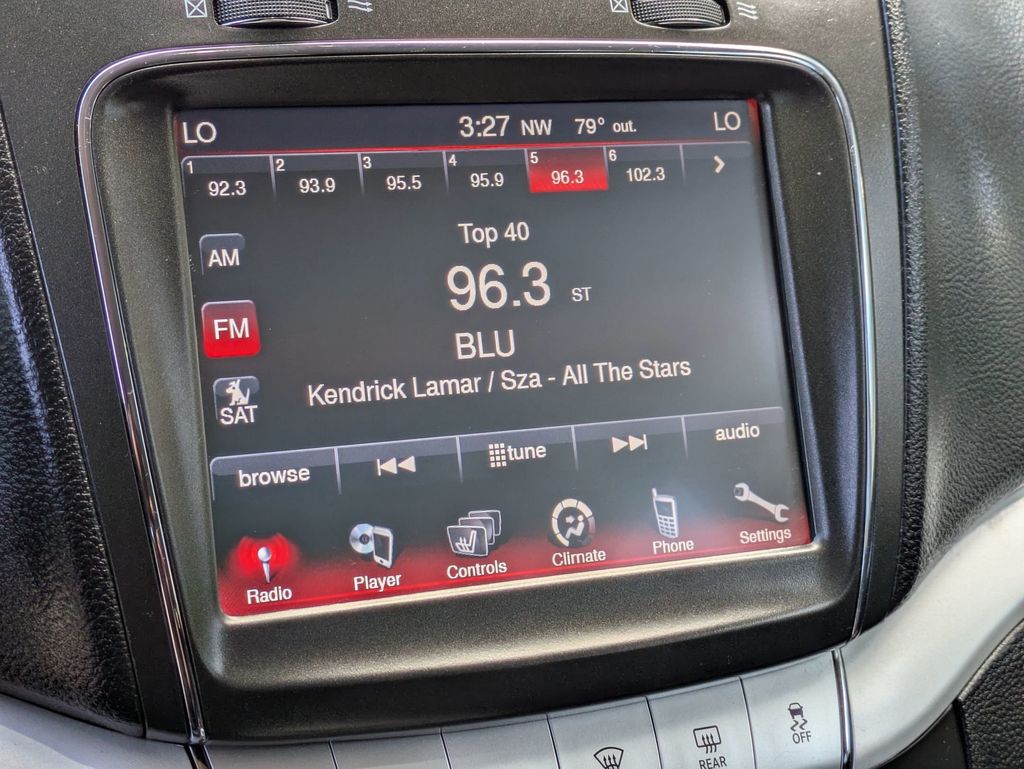 LO 3:27 NW 79° out. LO
1 2 3 4 5 6
92.3 93.9 95.5 95.9 96.3 102.3
Top 40
AM
96.3 ST
FM
BLU
Kendrick Lamar / Sza - All The Stars
SAT
browse tune audio
Radio Player Controls Climate Phone Settings
REAR OFF